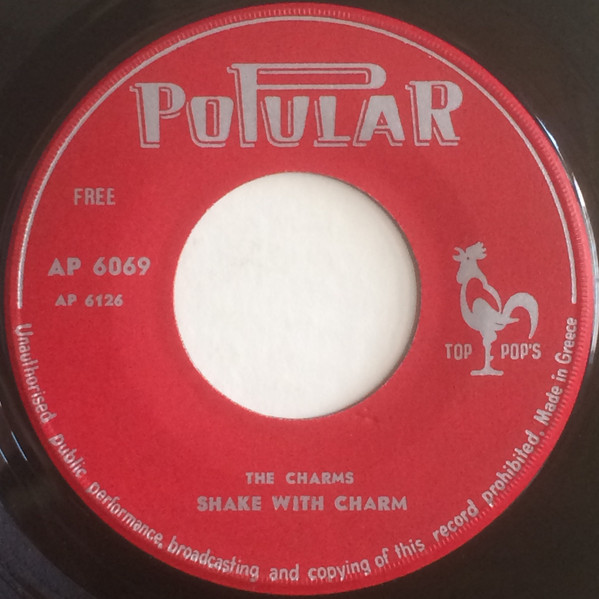 POPULAR
FREE
AP 6069
AP 6126
TOP POP'S
THE CHARMS
SHAKE WITH CHARM
Unauthorised public performance, broadcasting and copying of this record prohibited. Made in Greece